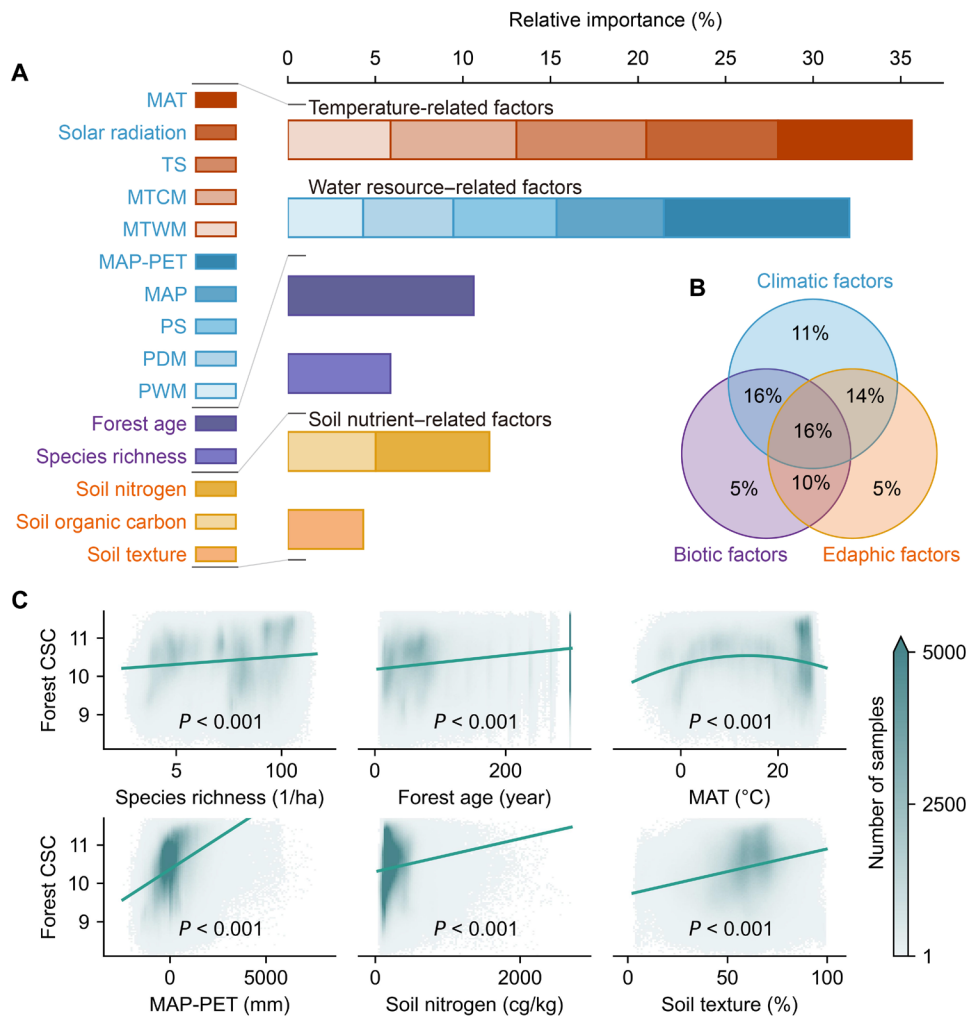 Relative importance (%)
A
0 5 10 15 20 25 30 35
MAT
Solar radiation
TS
MTCM
MTWM
MAP-PET
MAP
PS
PDM
PWM
Forest age
Species richness
Soil nitrogen
Soil organic carbon
Soil texture
Temperature-related factors
Water resource–related factors
Soil nutrient–related factors
B
Climatic factors
11%
16% 14%
16%
5% 10% 5%
Biotic factors Edaphic factors
C
Forest CSC
11
10
9
P < 0.001
5 100
Species richness (1/ha)
P < 0.001
0 200
Forest age (year)
P < 0.001
0 20
MAT (°C)
Forest CSC
11
10
9
P < 0.001
0 5000
MAP-PET (mm)
P < 0.001
0 2000
Soil nitrogen (cg/kg)
P < 0.001
0 50 100
Soil texture (%)
Number of samples
5000
2500
1